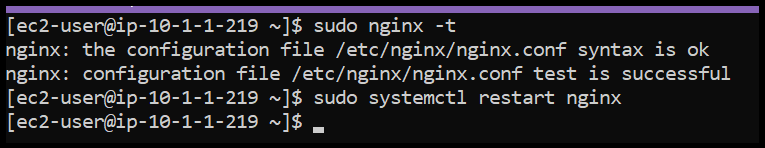 [ec2-user@ip-10-1-1-219 ~]$ sudo nginx -t
nginx: the configuration file /etc/nginx/nginx.conf syntax is ok
nginx: configuration file /etc/nginx/nginx.conf test is successful
[ec2-user@ip-10-1-1-219 ~]$ sudo systemctl restart nginx
[ec2-user@ip-10-1-1-219 ~]$